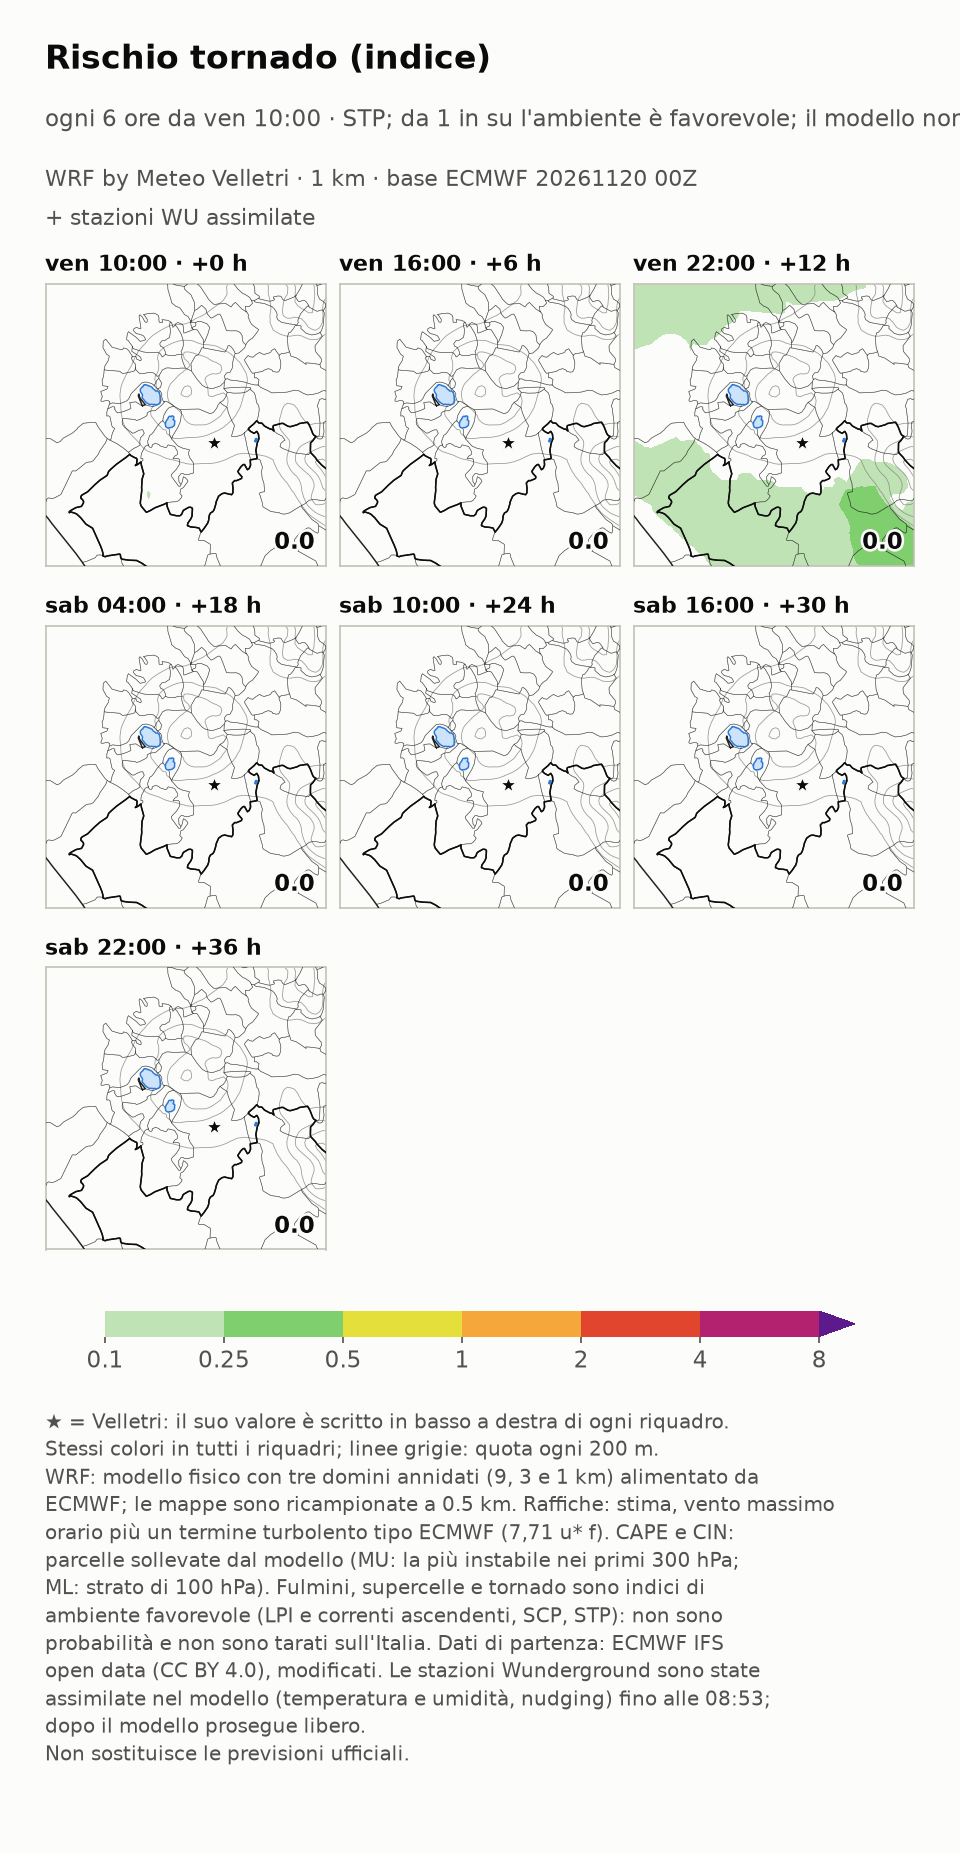 Rischio tornado (indice)
ogni 6 ore da ven 10:00 · STP; da 1 in su l'ambiente è favorevole; il modello nor
WRF by Meteo Velletri · 1 km · base ECMWF 20261120 00Z
+ stazioni WU assimilate
ven 10:00 · +0 h
ven 16:00 · +6 h
ven 22:00 · +12 h
0.0
0.0
0.0
sab 04:00 · +18 h
sab 10:00 · +24 h
sab 16:00 · +30 h
0.0
0.0
0.0
sab 22:00 · +36 h
0.0
0.1 0.25 0.5 1 2 4 8
★ = Velletri: il suo valore è scritto in basso a destra di ogni riquadro.
Stessi colori in tutti i riquadri; linee grigie: quota ogni 200 m.
WRF: modello fisico con tre domini annidati (9, 3 e 1 km) alimentato da
ECMWF; le mappe sono ricampionate a 0.5 km. Raffiche: stima, vento massimo
orario più un termine turbolento tipo ECMWF (7,71 u* f). CAPE e CIN:
parcelle sollevate dal modello (MU: la più instabile nei primi 300 hPa;
ML: strato di 100 hPa). Fulmini, supercelle e tornado sono indici di
ambiente favorevole (LPI e correnti ascendenti, SCP, STP): non sono
probabilità e non sono tarati sull'Italia. Dati di partenza: ECMWF IFS
open data (CC BY 4.0), modificati. Le stazioni Wunderground sono state
assimilate nel modello (temperatura e umidità, nudging) fino alle 08:53;
dopo il modello prosegue libero.
Non sostituisce le previsioni ufficiali.